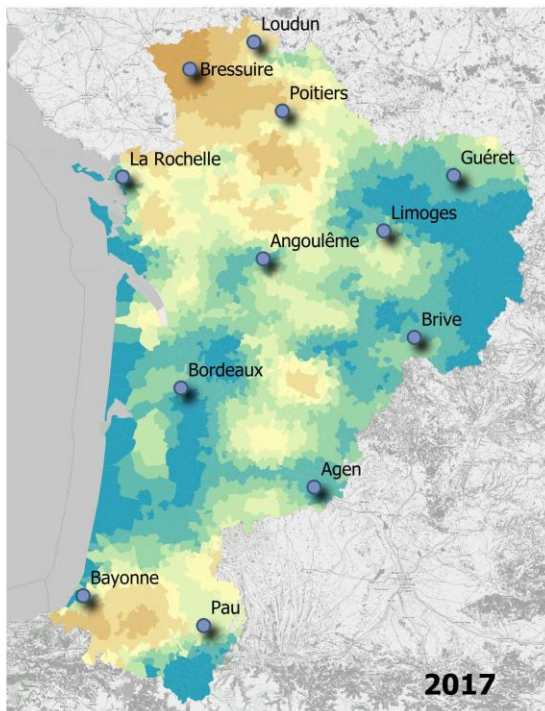 Loudun
Bressuire
Poitiers
La Rochelle
Guéret
Limoges
Angoulême
Brive
Bordeaux
Agen
Bayonne
Pau
2017